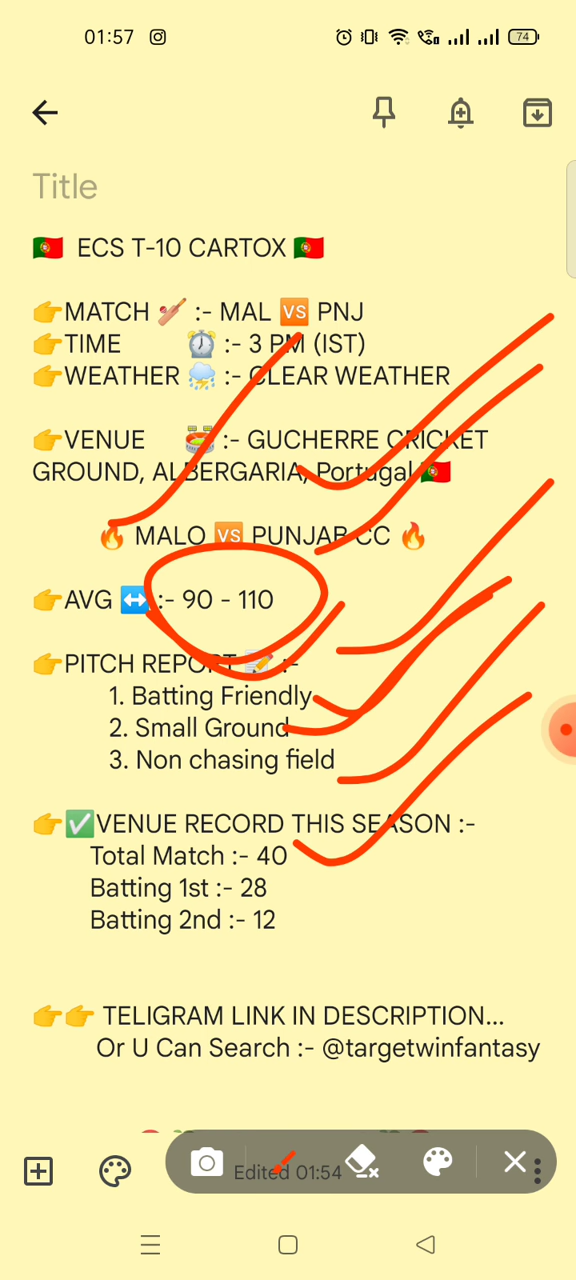 01:57
74
Title
🇵🇹 ECS T-10 CARTOX 🇵🇹
👉MATCH 🏏 :- MAL 🆚 PNJ
👉TIME ⏰ :- 3 PM (IST)
👉WEATHER ⛈️ :- CLEAR WEATHER
👉VENUE 🏟️ :- GUCHERRE CRICKET
GROUND, ALBERGARIA, Portugal 🇵🇹
🔥 MALO 🆚 PUNJAB CC 🔥
👉AVG ↔️ :- 90 - 110
👉PITCH REPORT 📝 :-
1. Batting Friendly
2. Small Ground
3. Non chasing field
👉✅VENUE RECORD THIS SEASON :-
Total Match :- 40
Batting 1st :- 28
Batting 2nd :- 12
👉👉 TELIGRAM LINK IN DESCRIPTION...
Or U Can Search :- @targetwinfantasy
Edited 01:54